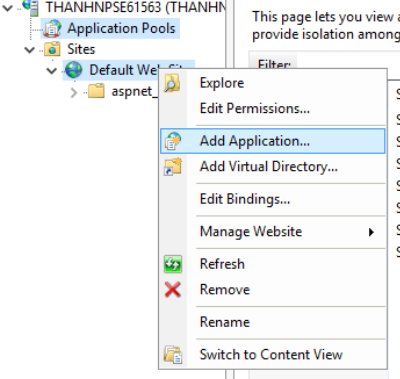 THANHNPSE61563 (THANHN
Application Pools
Sites
Default Web Sit
aspnet_
This page lets you view a
provide isolation among
Filter:
Explore
Edit Permissions...
Add Application...
Add Virtual Directory...
Edit Bindings...
Manage Website
Refresh
Remove
Rename
Switch to Content View